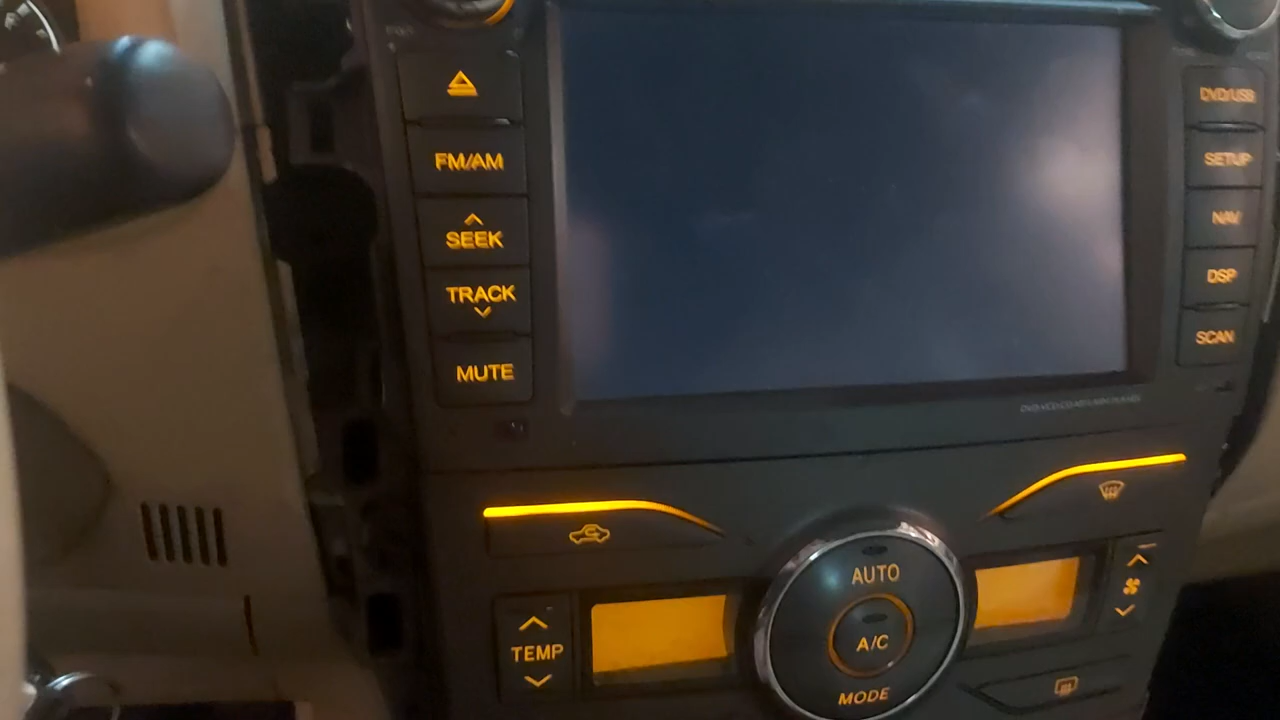 FM/AM
SEEK
TRACK
MUTE
DVD/USB
SETUP
NAV
DSP
SCAN
AUTO
A/C
MODE
TEMP